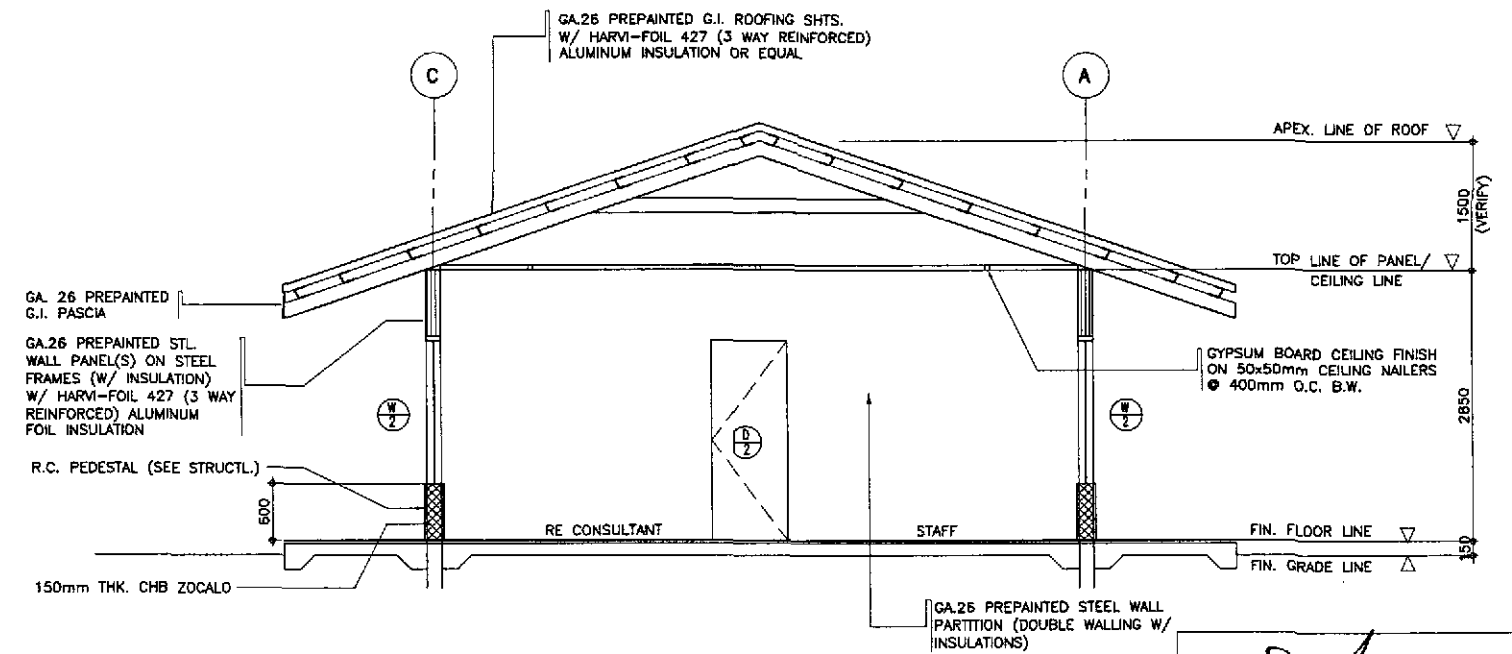 GA.26 PREPAINTED G.I. ROOFING SHTS.
W/ HARVI-FOIL 427 (3 WAY REINFORCED)
ALUMINUM INSULATION OR EQUAL
C
A
APEX. LINE OF ROOF
1500
(VERIFY)
TOP LINE OF PANEL/
CEILING LINE
GA. 26 PREPAINTED
G.I. FASCIA
GA.26 PREPAINTED STL.
WALL PANEL(S) ON STEEL
FRAMES (W/ INSULATION)
W/ HARVI-FOIL 427 (3 WAY
REINFORCED) ALUMINUM
FOIL INSULATION
GYPSUM BOARD CEILING FINISH
ON 50x50mm CEILING NAILERS
@ 400mm O.C. B.W.
2850
W
2
D
2
W
2
R.C. PEDESTAL (SEE STRUCTL.)
600
RE CONSULTANT
STAFF
FIN. FLOOR LINE
150
FIN. GRADE LINE
150mm THK. CHB ZOCALO
GA.26 PREPAINTED STEEL WALL
PARTITION (DOUBLE WALLING W/
INSULATIONS)